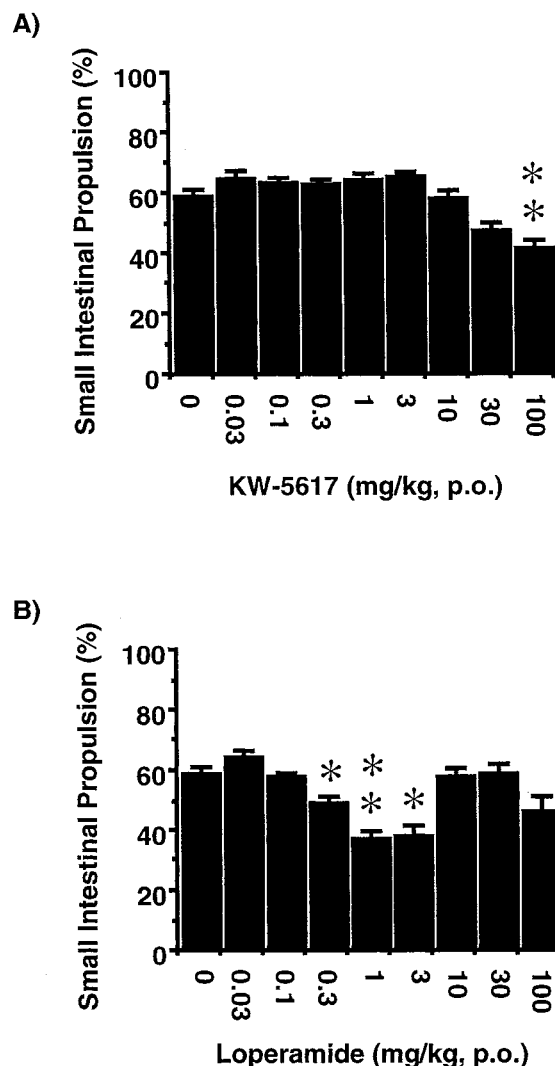 A)
Small Intestinal Propulsion (%)
100
80
60
40
20
0
*
*
0 0.03 0.1 0.3 1 3 10 30 100
KW-5617 (mg/kg, p.o.)
B)
Small Intestinal Propulsion (%)
100
80
60
40
20
0
* * * *
0 0.03 0.1 0.3 1 3 10 30 100
Loperamide (mg/kg, p.o.)